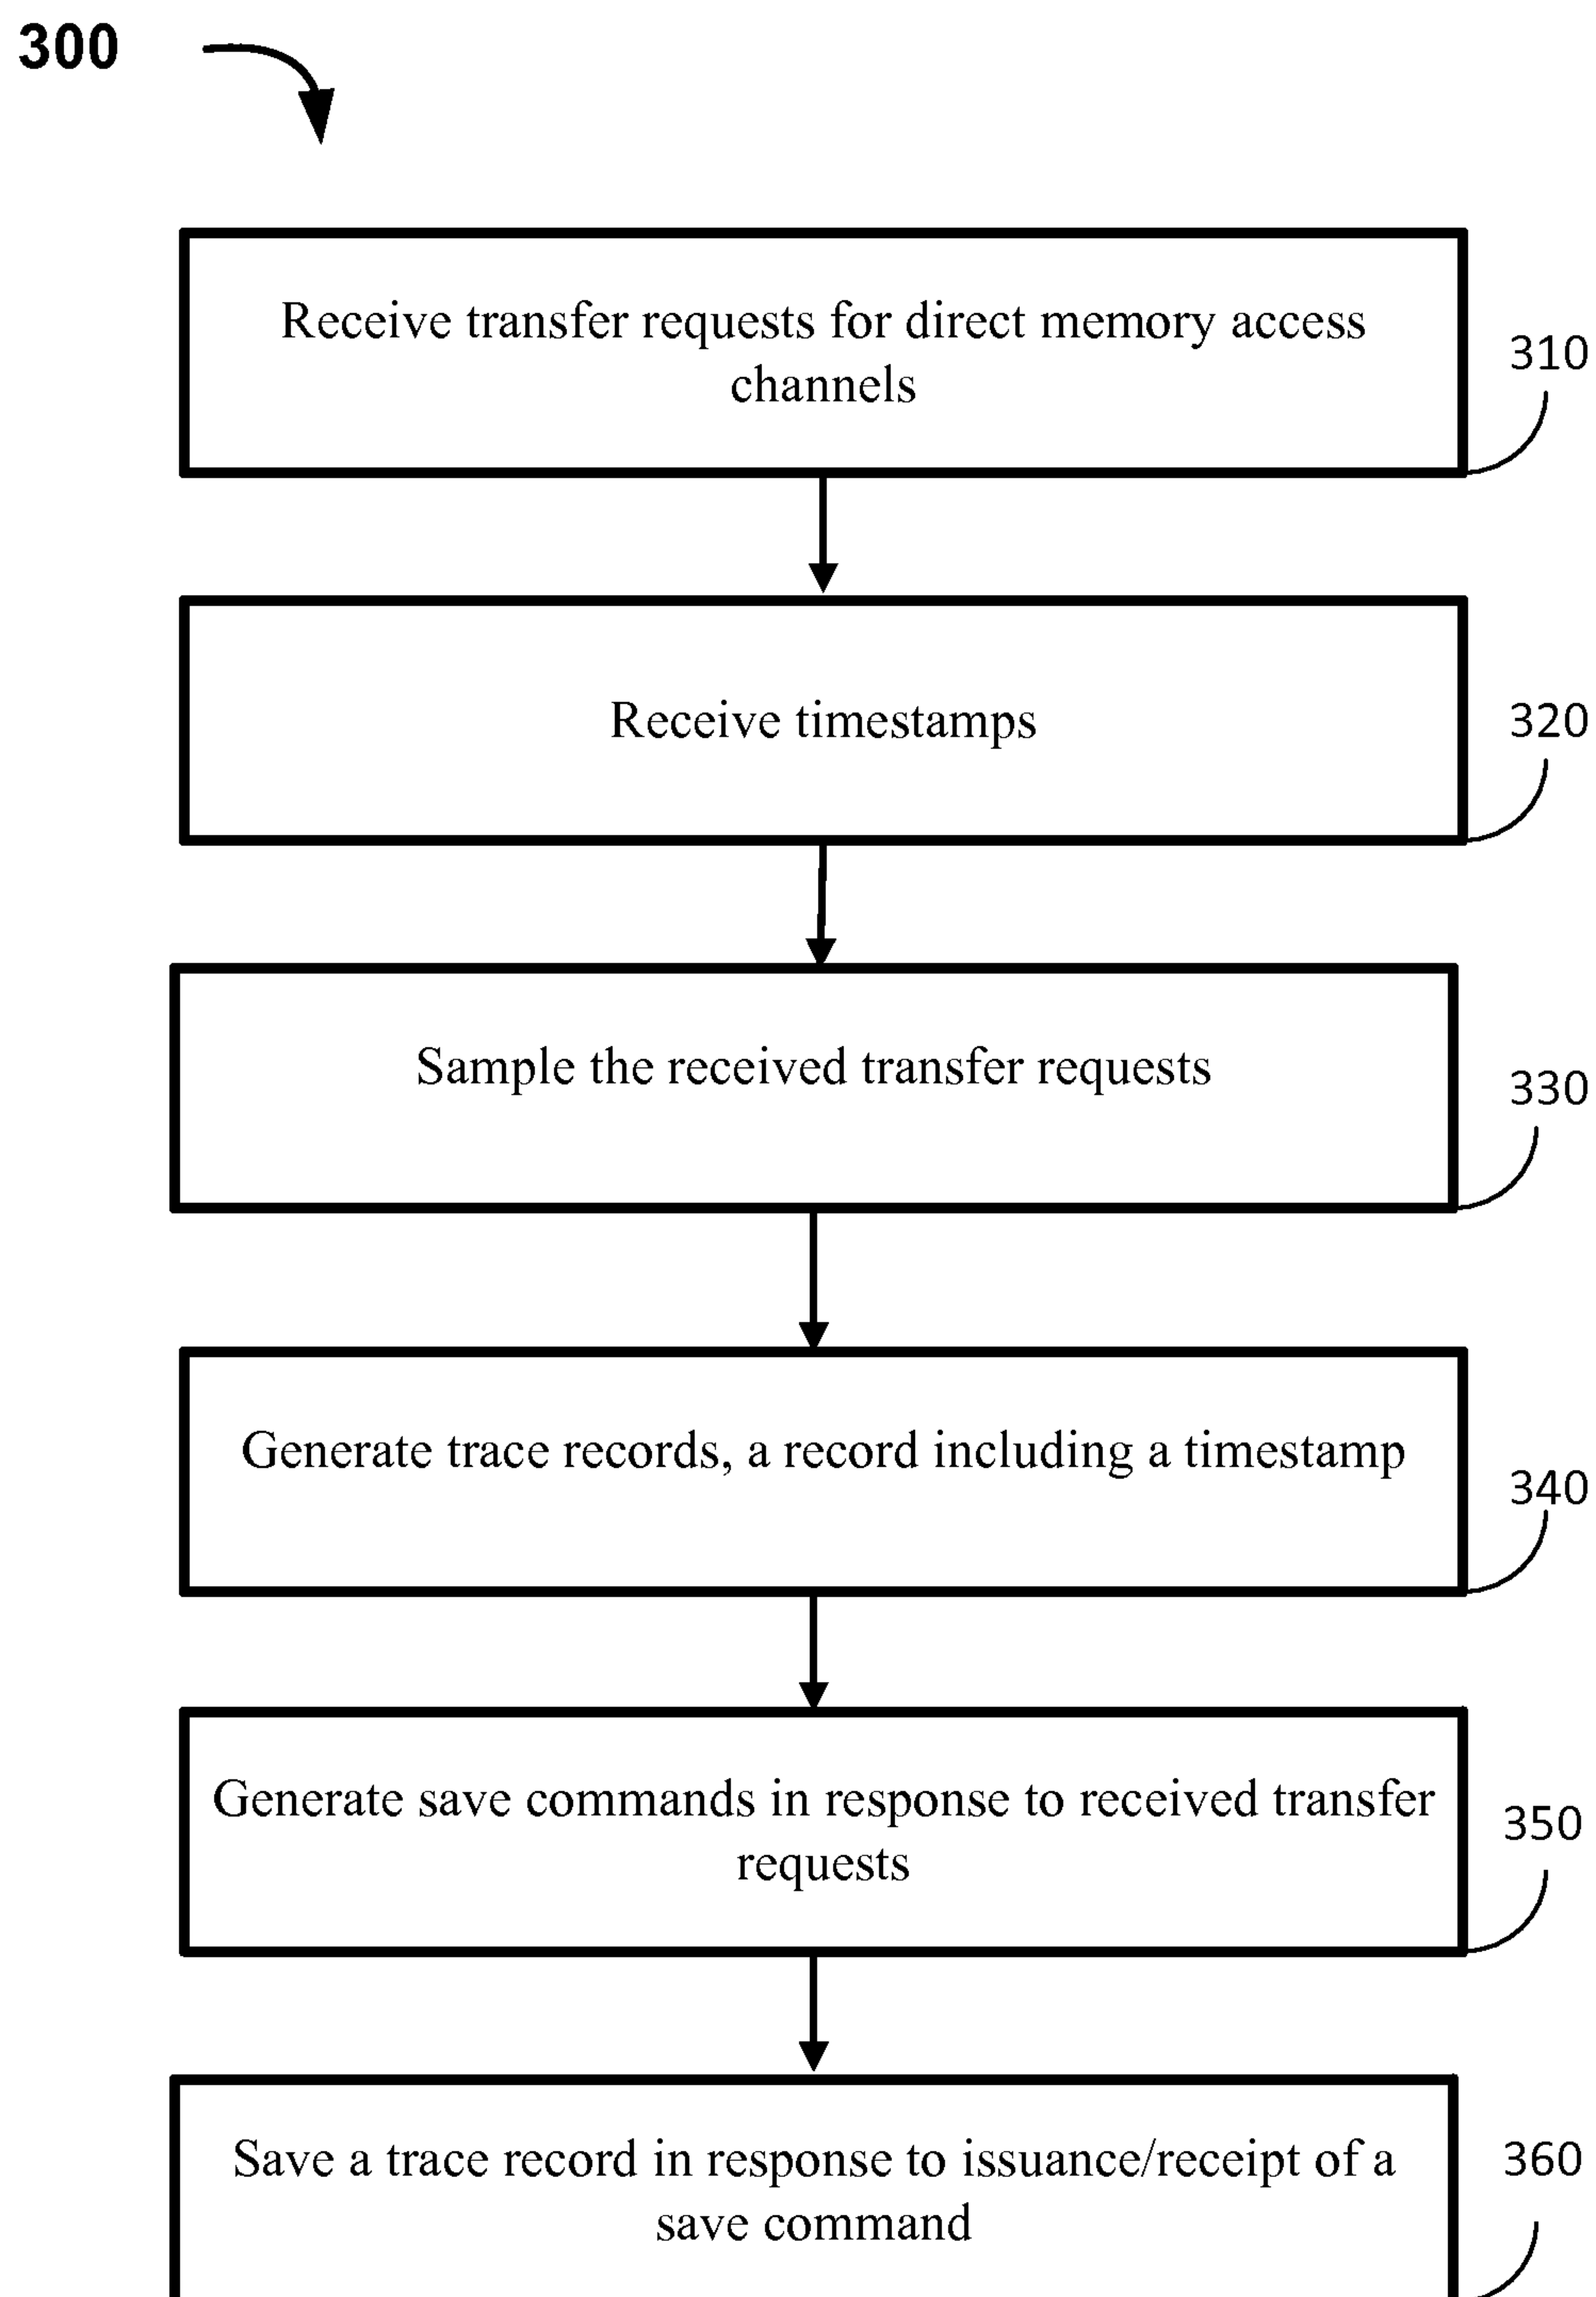 300
Receive transfer requests for direct memory access
channels
310
Receive timestamps
320
Sample the received transfer requests
330
Generate trace records, a record including a timestamp
340
Generate save commands in response to received transfer
requests
350
Save a trace record in response to issuance/receipt of a
save command
360